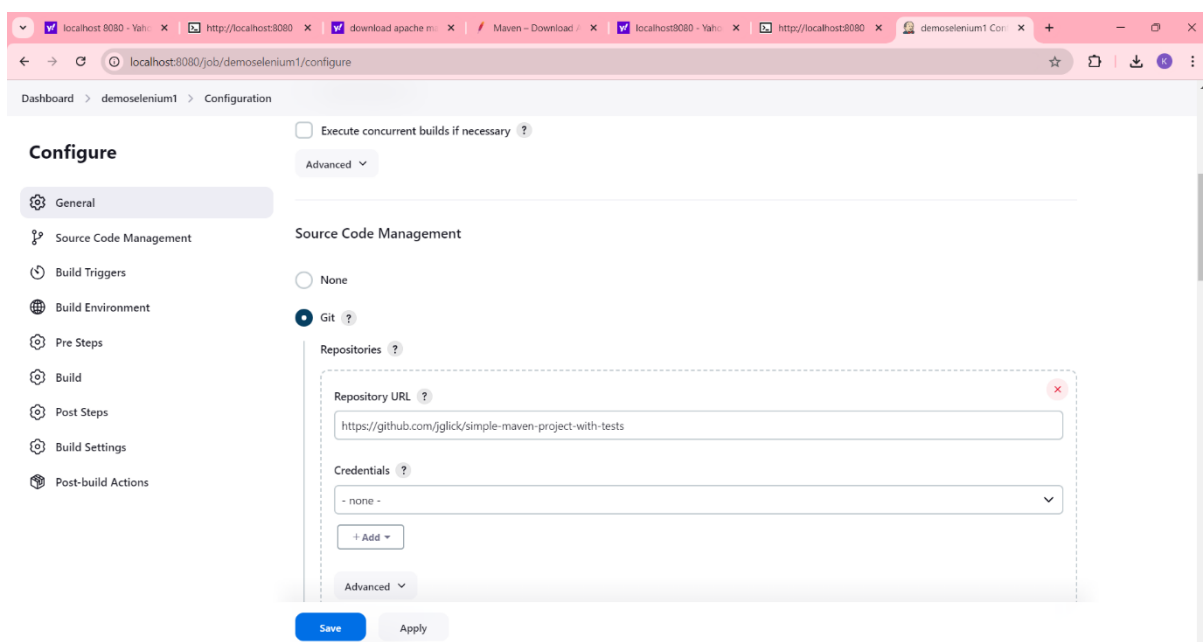 localhost 8080 - Yaho
http://localhost:8080
download apache ma
Maven – Download A
localhost8080 - Yaho
http://localhost:8080
demoselenium1 Con
localhost:8080/job/demoselenium1/configure
K
Dashboard > demoselenium1 > Configuration
Execute concurrent builds if necessary ?
Configure
Advanced
General
Source Code Management
Source Code Management
Build Triggers
None
Build Environment
Git ?
Pre Steps
Repositories ?
Build
Repository URL ?
Post Steps
https://github.com/jglick/simple-maven-project-with-tests
Build Settings
Credentials ?
Post-build Actions
- none -
+ Add
Advanced
Save
Apply